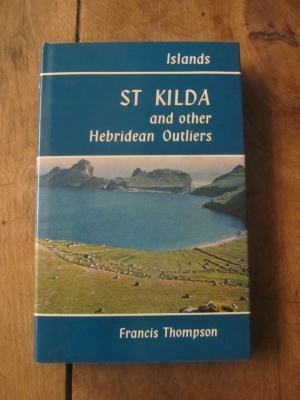 Islands
ST KILDA
and other
Hebridean Outliers
Francis Thompson